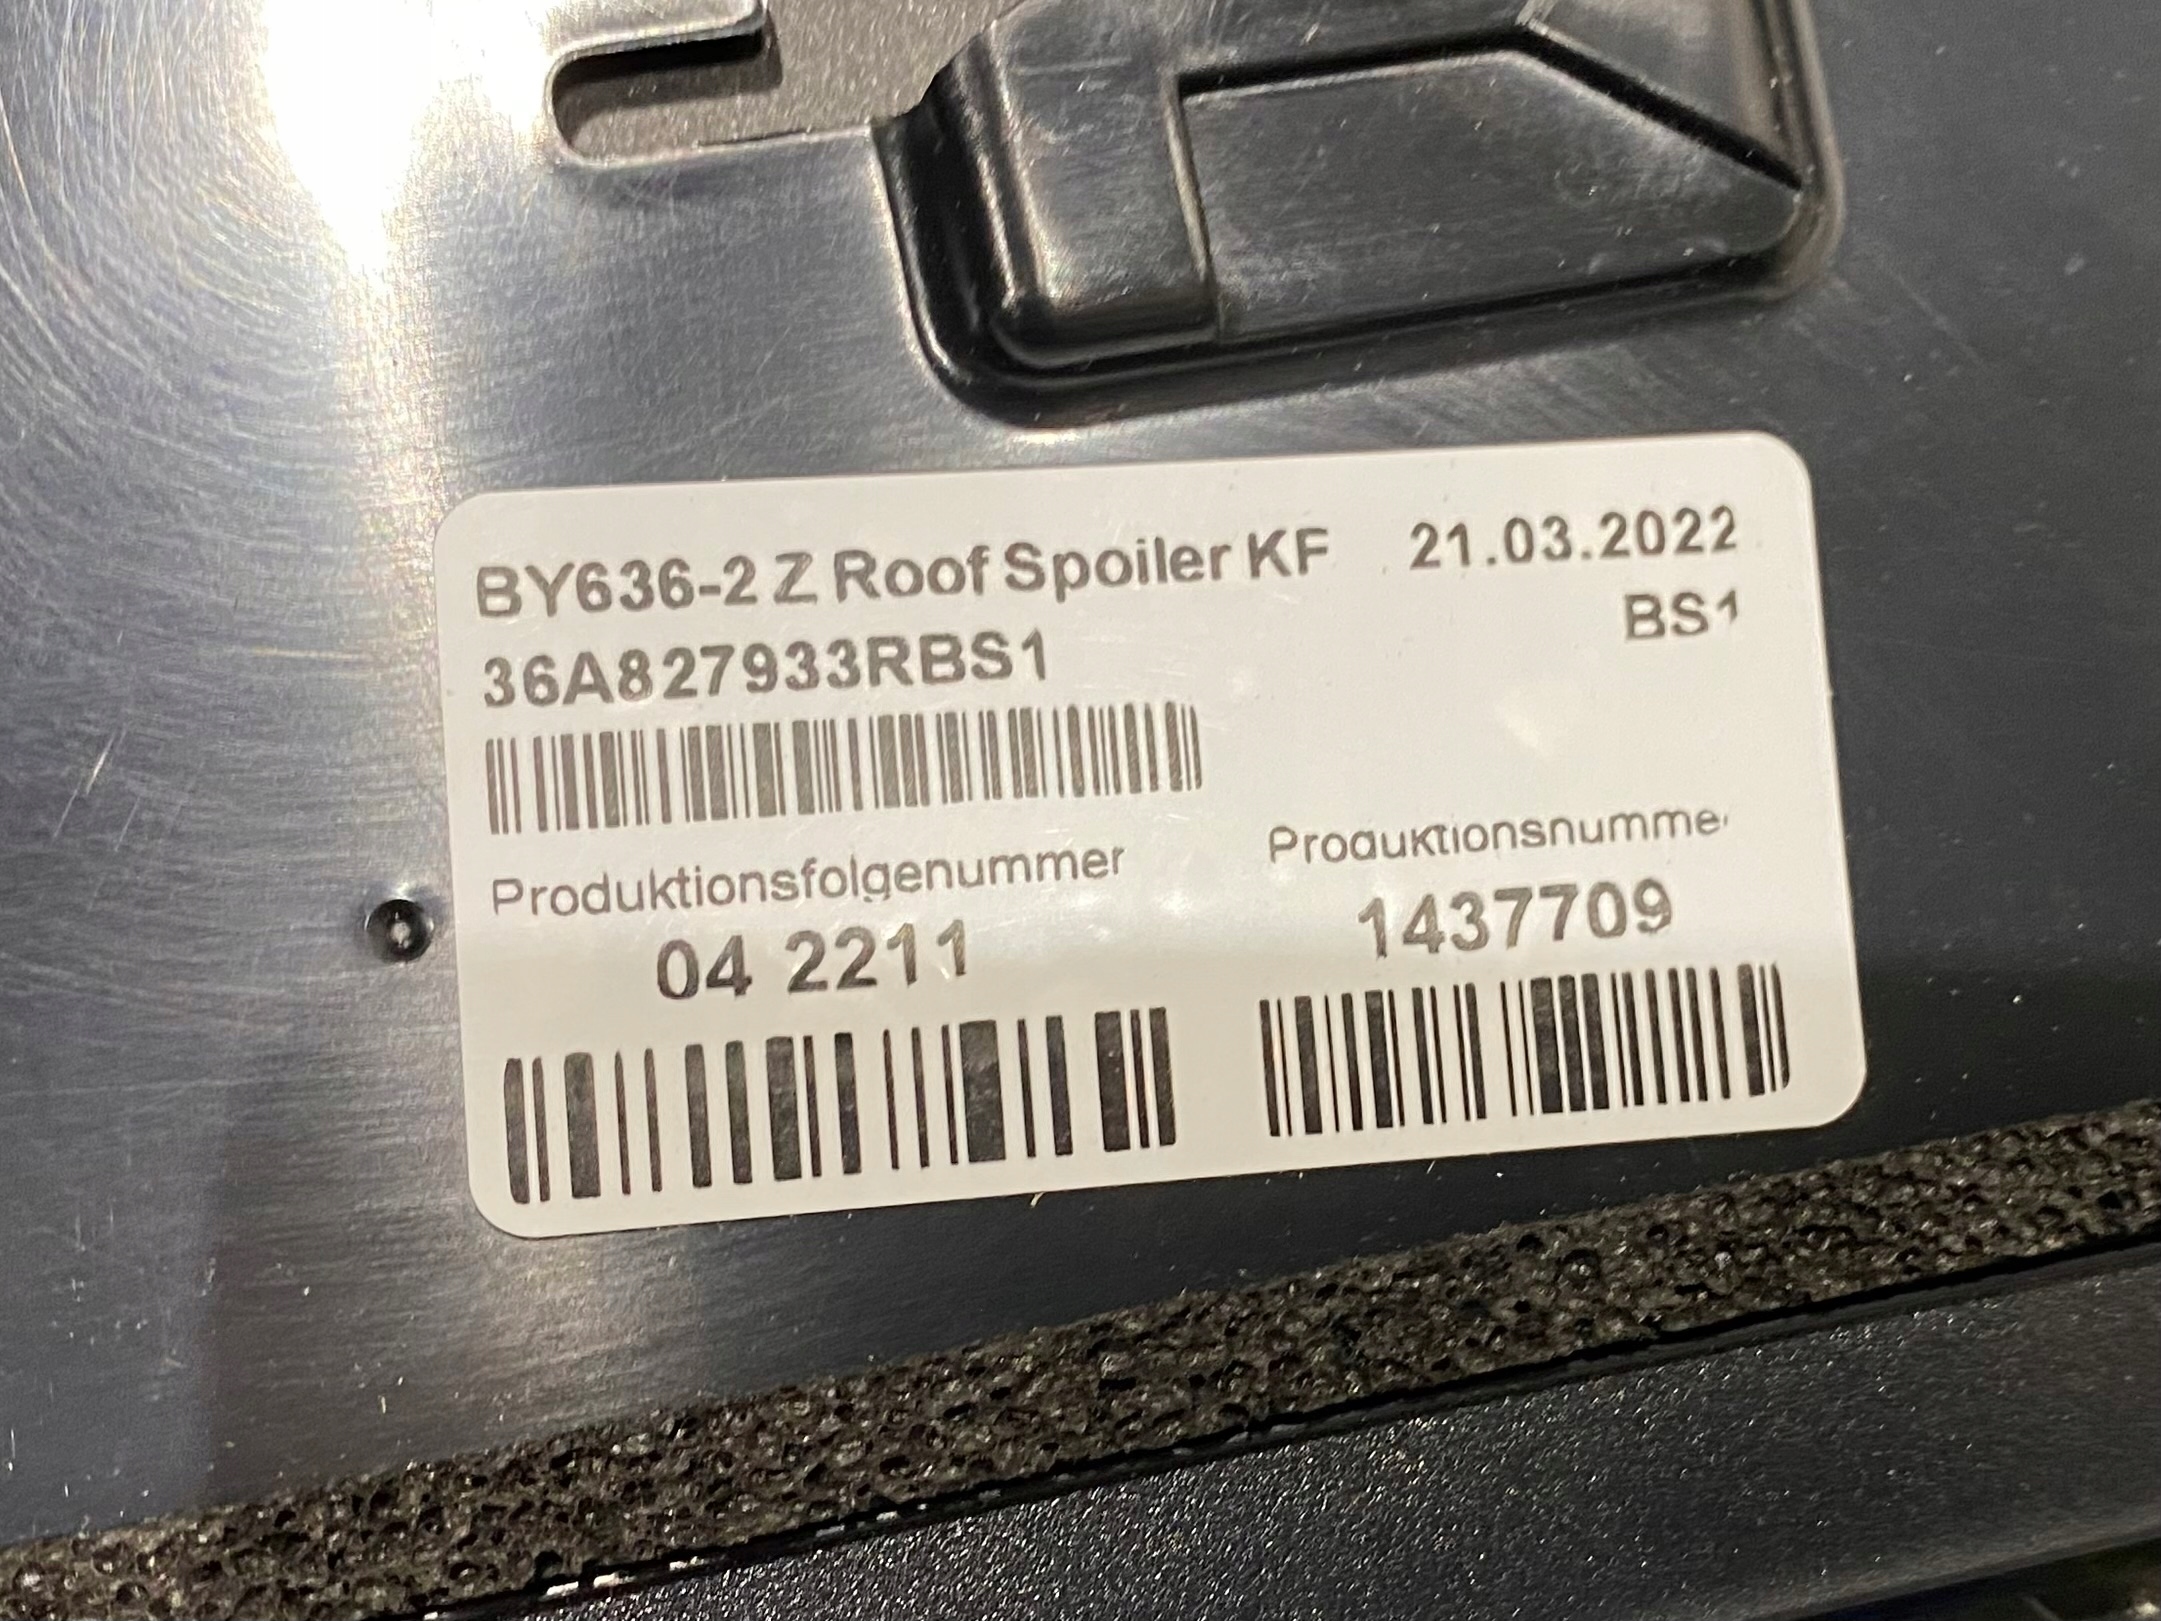 BY636-2 Z Roof Spoiler KF 21.03.2022
36A827933RBS1 BS1
Produktionsfolgenummer Produktionsnumme
04 2211 1437709